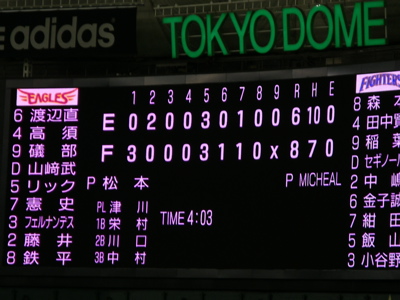 adidas
TOKYO DOME
EAGLES
FIGHTERS
1 2 3 4 5 6 7 8 9 R H E
E 0 2 0 0 3 0 1 0 0 6 10 0
F 3 0 0 0 3 1 1 0 x 8 7 0
6 渡辺直
4 高須
9 礒部
D 山﨑武
5 リック
7 憲史
3 フェルナンデス
2 藤井
8 鉄平
P 松本
P MICHEAL
PL 津川
1B 栄村
2B 川口
3B 中村
TIME 4:03
8 森本
4 田中賢
9 稲葉
D セギノール
2 中嶋
6 金子誠
7 紺田
5 飯山
3 小谷野